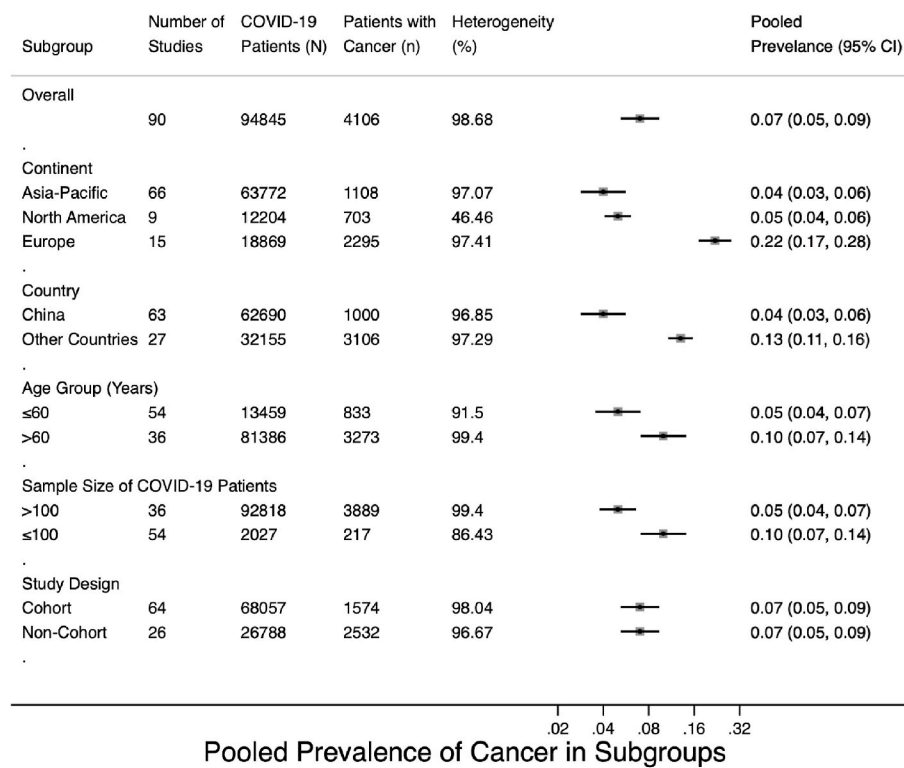 Subgroup Number of Studies COVID-19 Patients (N) Patients with Cancer (n) Heterogeneity (%) Pooled Prevelance (95% CI)
Overall
90 94845 4106 98.68 0.07 (0.05, 0.09)
.
Continent
Asia-Pacific 66 63772 1108 97.07 0.04 (0.03, 0.06)
North America 9 12204 703 46.46 0.05 (0.04, 0.06)
Europe 15 18869 2295 97.41 0.22 (0.17, 0.28)
.
Country
China 63 62690 1000 96.85 0.04 (0.03, 0.06)
Other Countries 27 32155 3106 97.29 0.13 (0.11, 0.16)
.
Age Group (Years)
≤60 54 13459 833 91.5 0.05 (0.04, 0.07)
>60 36 81386 3273 99.4 0.10 (0.07, 0.14)
.
Sample Size of COVID-19 Patients
>100 36 92818 3889 99.4 0.05 (0.04, 0.07)
≤100 54 2027 217 86.43 0.10 (0.07, 0.14)
.
Study Design
Cohort 64 68057 1574 98.04 0.07 (0.05, 0.09)
Non-Cohort 26 26788 2532 96.67 0.07 (0.05, 0.09)
.
.02 .04 .08 .16 .32
Pooled Prevalence of Cancer in Subgroups